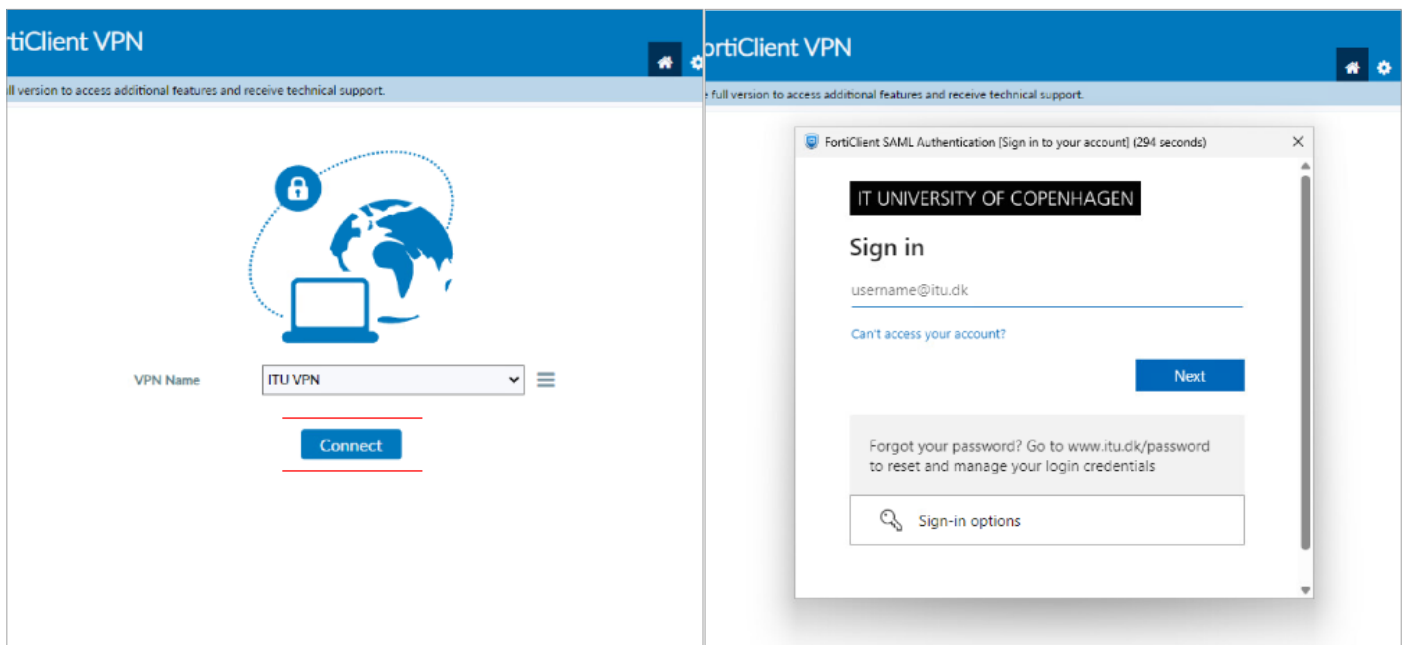 tiClient VPN
ll version to access additional features and receive technical support.
VPN Name
ITU VPN
Connect
ortiClient VPN
e full version to access additional features and receive technical support.
FortiClient SAML Authentication [Sign in to your account] (294 seconds)
IT UNIVERSITY OF COPENHAGEN
Sign in
username@itu.dk
Can't access your account?
Next
Forgot your password? Go to www.itu.dk/password
to reset and manage your login credentials
Sign-in options